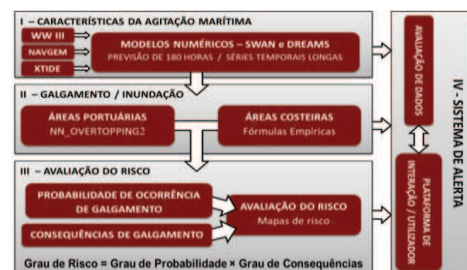 I – CARACTERÍSTICAS DA AGITAÇÃO MARÍTIMA
WW III
NAVGEM
XTIDE
MODELOS NUMÉRICOS – SWAN e DREAMS
PREVISÃO DE 180 HORAS / SÉRIES TEMPORAIS LONGAS
II – GALGAMENTO / INUNDAÇÃO
ÁREAS PORTUÁRIAS
NN_OVERTOPPING2
ÁREAS COSTEIRAS
Fórmulas Empíricas
III – AVALIAÇÃO DO RISCO
PROBABILIDADE DE OCORRÊNCIA
DE GALGAMENTO
CONSEQUÊNCIAS DE GALGAMENTO
AVALIAÇÃO DO RISCO
Mapas de risco
Grau de Risco = Grau de Probabilidade × Grau de Consequências
AVALIAÇÃO DE DADOS
PLATAFORMA DE
INTERAÇÃO / UTILIZADOR
IV - SISTEMA DE ALERTA